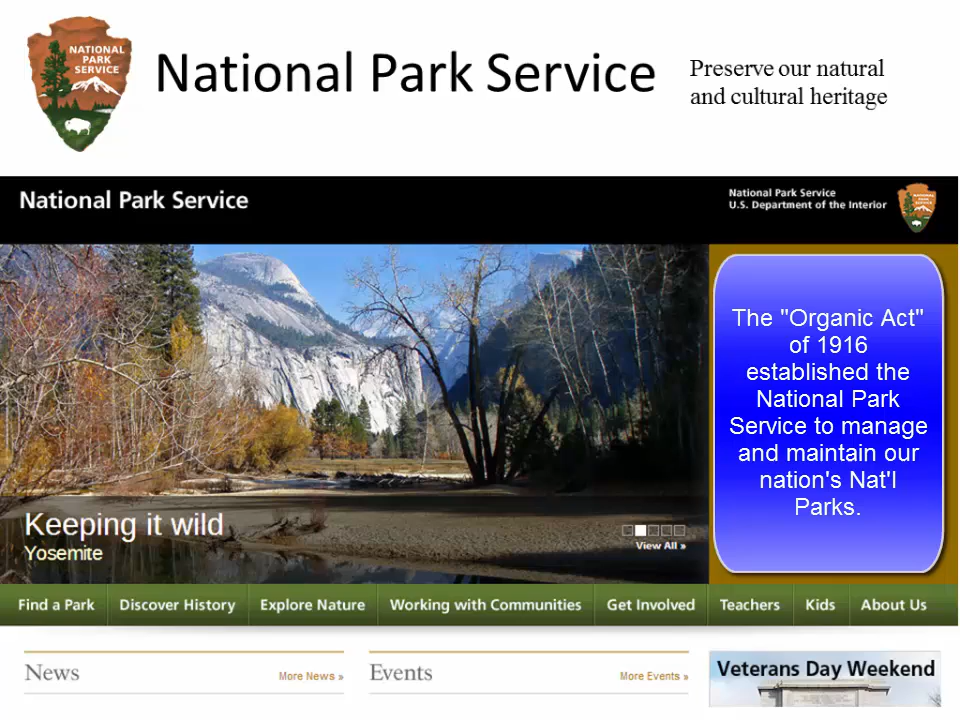 NATIONAL
PARK
SERVICE
National Park Service
Preserve our natural
and cultural heritage
National Park Service
National Park Service
U.S. Department of the Interior
NATIONAL
PARK
SERVICE
The "Organic Act"
of 1916
established the
National Park
Service to manage
and maintain our
nation's Nat'l
Parks.
Keeping it wild
Yosemite
View All »
Find a Park Discover History Explore Nature Working with Communities Get Involved Teachers Kids About Us
News More News » Events More Events »
Veterans Day Weekend